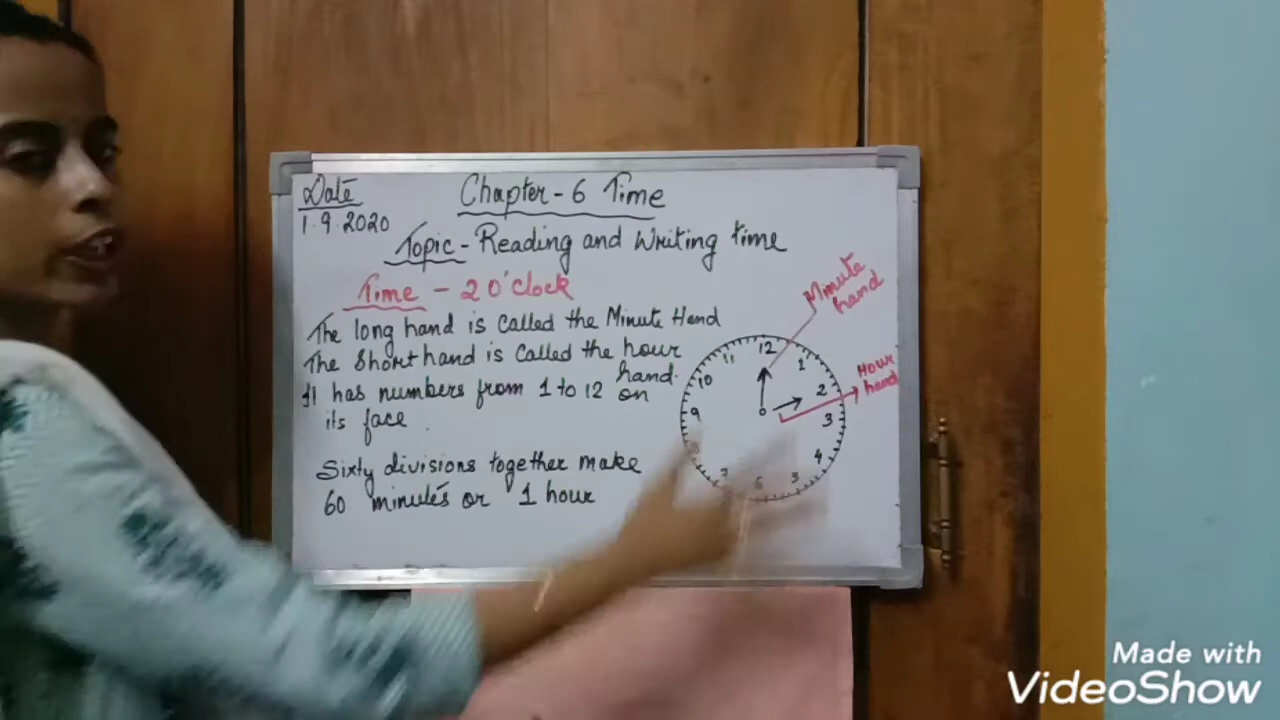 Date
1.9.2020
Chapter-6 Time
Topic-Reading and Writing time
Time - 2 O'Clock
The long hand is called the Minute Hand
The Short hand is called the hour
hand.
It has numbers from 1 to 12 on
its face.
Sixty divisions together make
60 minutes or 1 hour
Minute
hand
Hour
hand
12
11
1
10
2
9
3
8
4
7
6
5
Made with
VideoShow